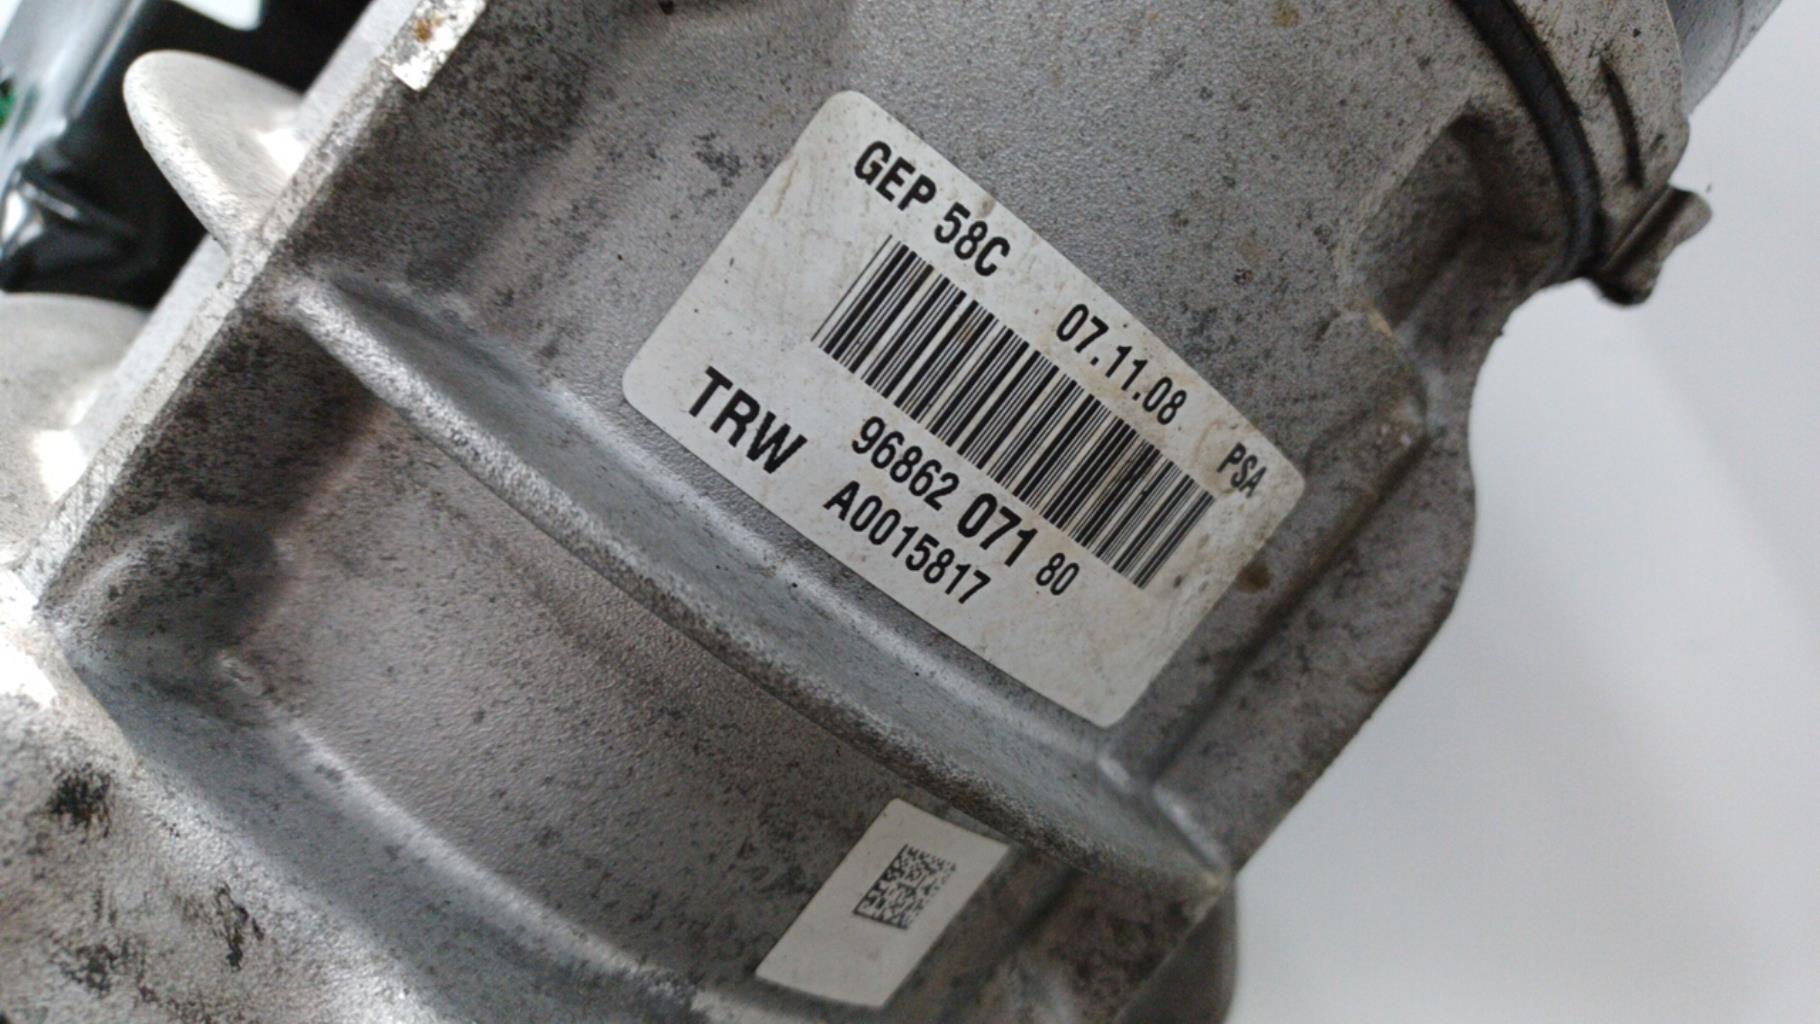 GEP 58C 07.11.08 PSA
TRW 96862 071 80
A0015817